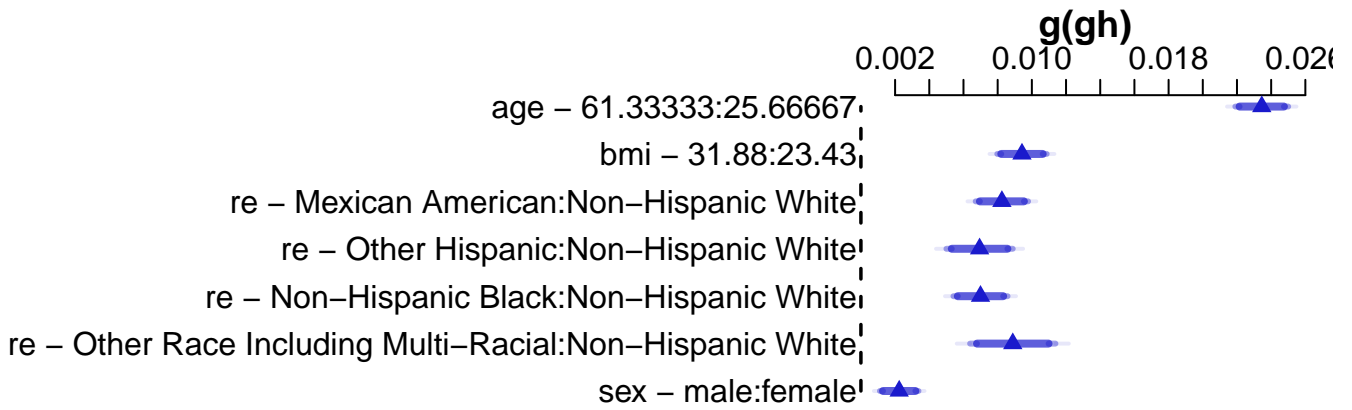 g(gh)
0.002 0.010 0.018 0.026
age – 61.33333:25.66667
bmi – 31.88:23.43
re – Mexican American:Non–Hispanic White
re – Other Hispanic:Non–Hispanic White
re – Non–Hispanic Black:Non–Hispanic White
re – Other Race Including Multi–Racial:Non–Hispanic White
sex – male:female